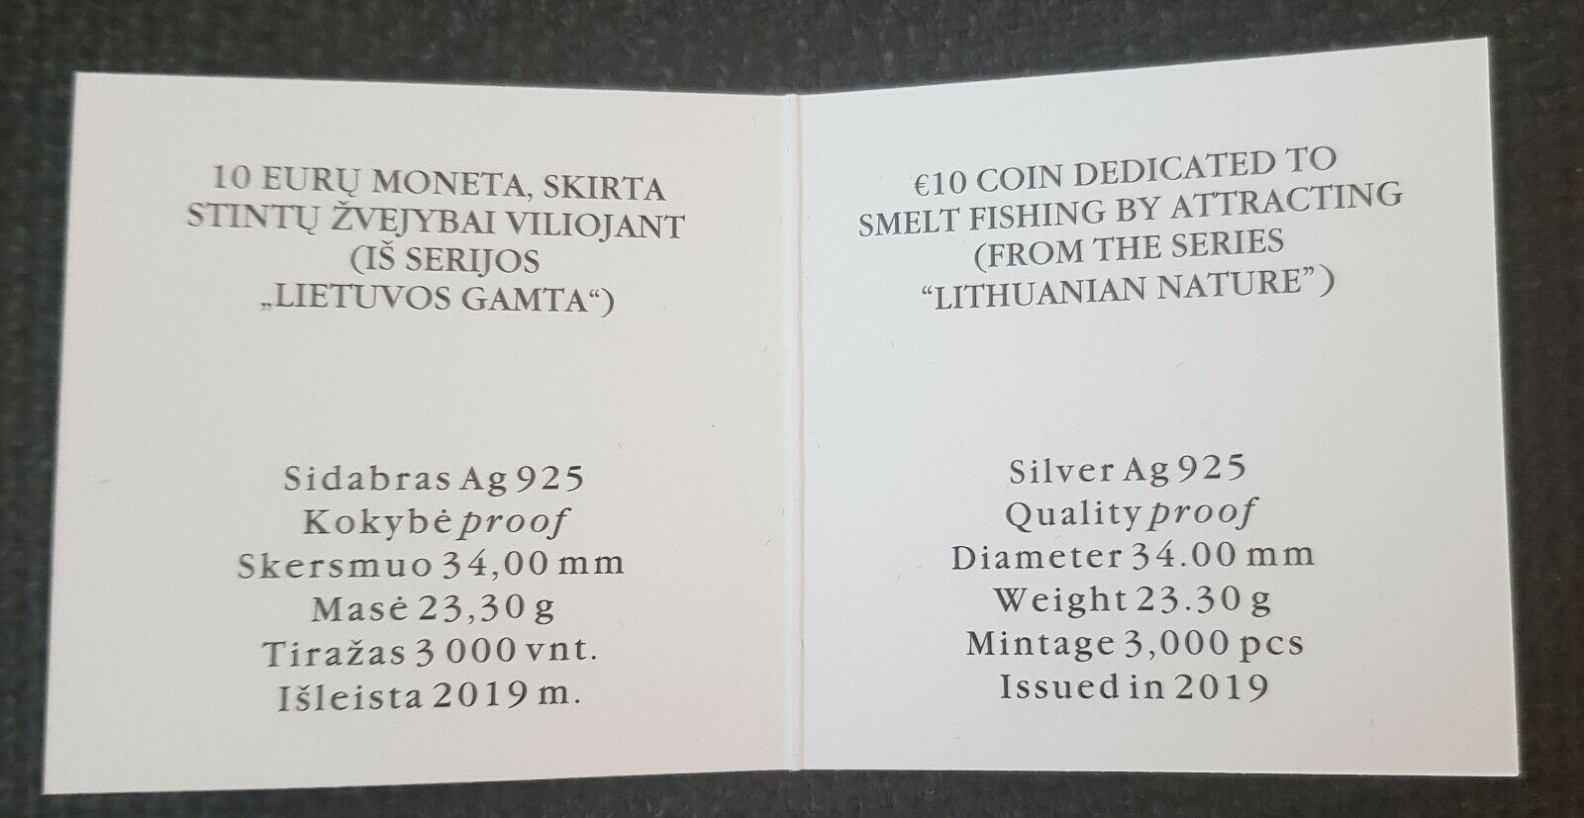 10 EURŲ MONETA, SKIRTA
STINTŲ ŽVEJYBAI VILIOJANT
(IŠ SERIJOS
„LIETUVOS GAMTA“)
Sidabras Ag 925
Kokybė proof
Skersmuo 34,00 mm
Masė 23,30 g
Tiražas 3 000 vnt.
Išleista 2019 m.
€10 COIN DEDICATED TO
SMELT FISHING BY ATTRACTING
(FROM THE SERIES
“LITHUANIAN NATURE”)
Silver Ag 925
Quality proof
Diameter 34.00 mm
Weight 23.30 g
Mintage 3,000 pcs
Issued in 2019